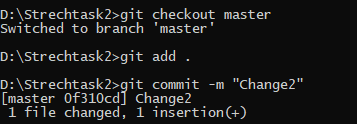 D:\Strechtask2>git checkout master
Switched to branch 'master'
D:\Strechtask2>git add .
D:\Strechtask2>git commit -m "Change2"
[master 0f310cd] Change2
1 file changed, 1 insertion(+)